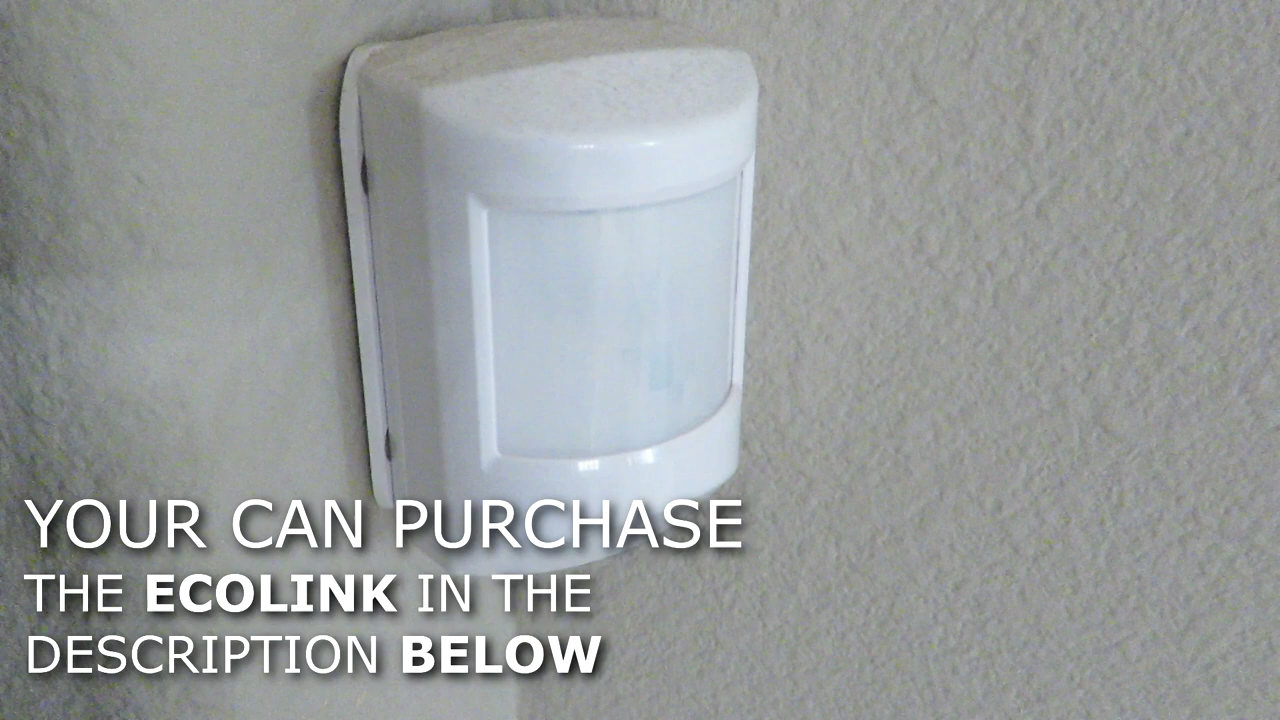 YOUR CAN PURCHASE
THE ECOLINK IN THE
DESCRIPTION BELOW